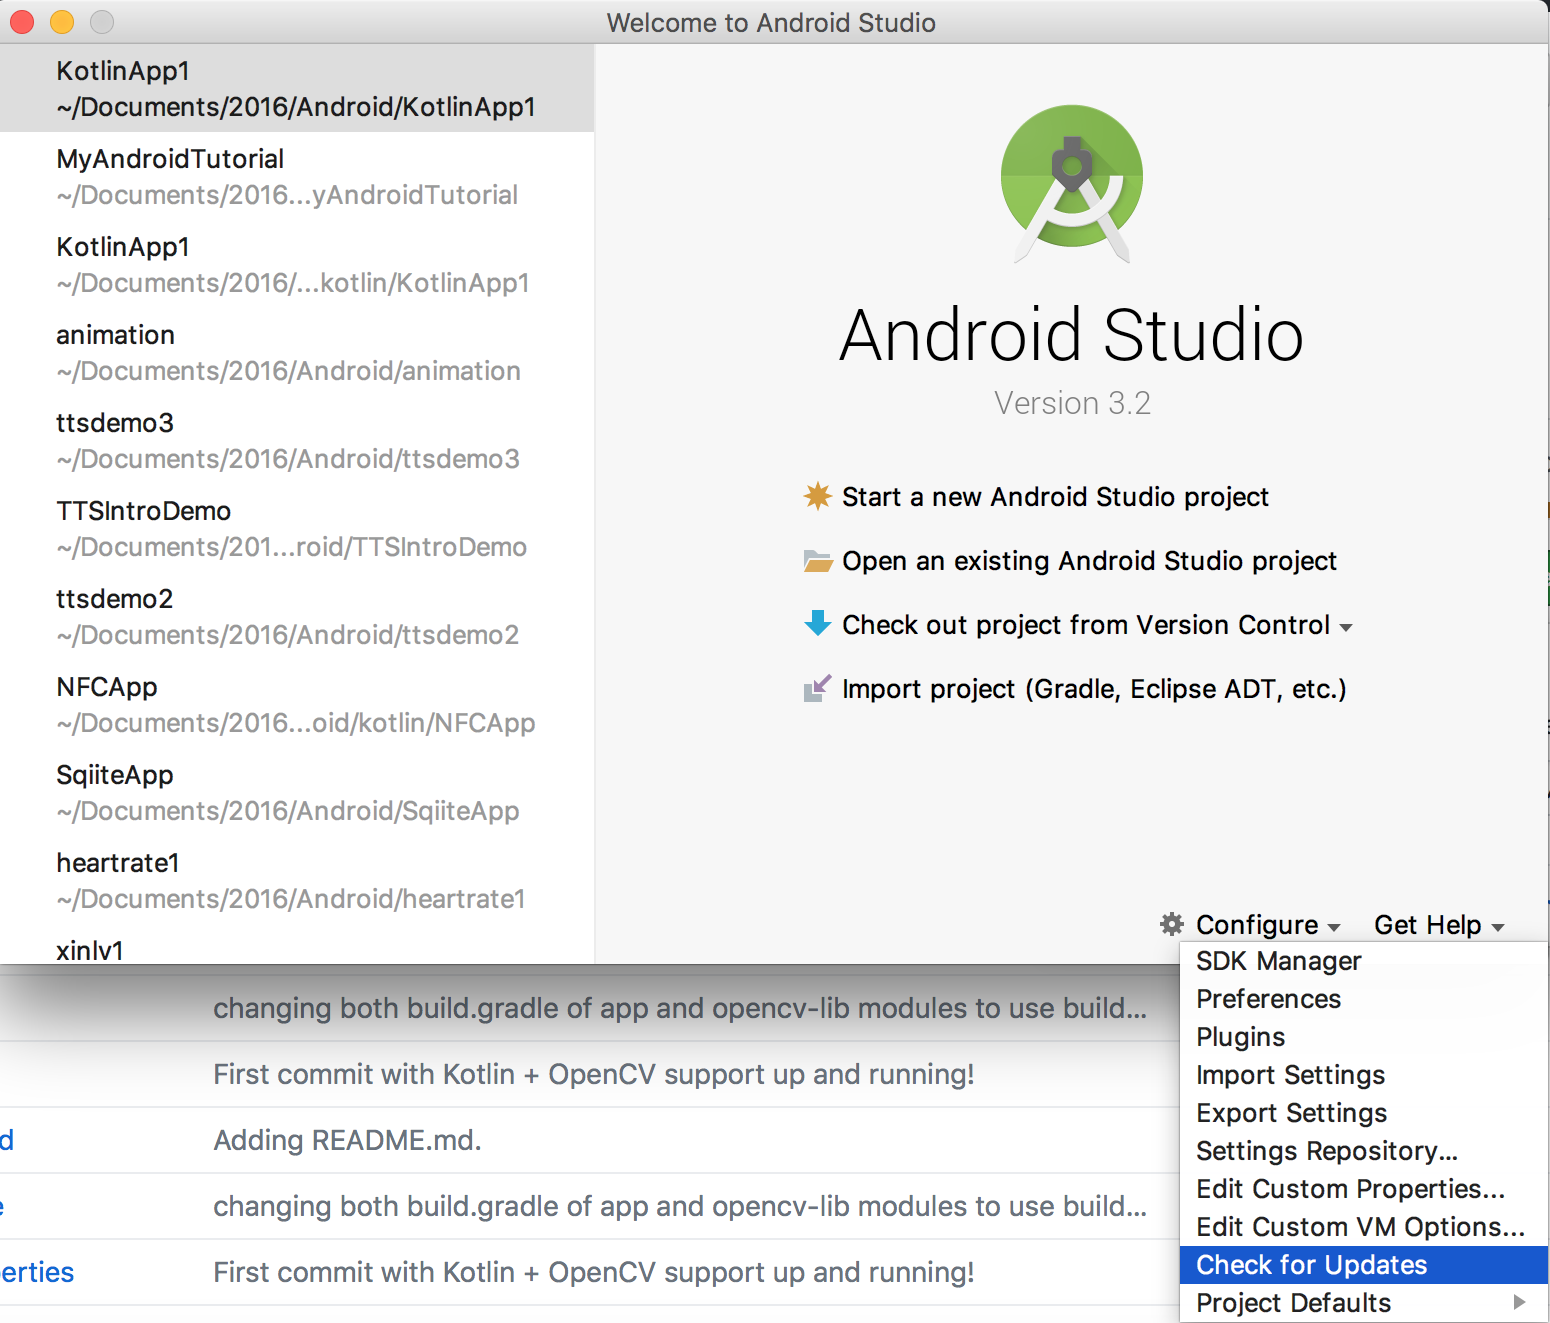 Welcome to Android Studio
KotlinApp1
~/Documents/2016/Android/KotlinApp1
MyAndroidTutorial
~/Documents/2016...yAndroidTutorial
KotlinApp1
~/Documents/2016/...kotlin/KotlinApp1
animation
~/Documents/2016/Android/animation
ttsdemo3
~/Documents/2016/Android/ttsdemo3
TTSIntroDemo
~/Documents/201...roid/TTSIntroDemo
ttsdemo2
~/Documents/2016/Android/ttsdemo2
NFCApp
~/Documents/2016...oid/kotlin/NFCApp
SqiiteApp
~/Documents/2016/Android/SqiiteApp
heartrate1
~/Documents/2016/Android/heartrate1
xinlv1
Android Studio
Version 3.2
Start a new Android Studio project
Open an existing Android Studio project
Check out project from Version Control
Import project (Gradle, Eclipse ADT, etc.)
Configure
Get Help
SDK Manager
Preferences
Plugins
Import Settings
Export Settings
Settings Repository...
Edit Custom Properties...
Edit Custom VM Options...
Check for Updates
Project Defaults
changing both build.gradle of app and opencv-lib modules to use build...
First commit with Kotlin + OpenCV support up and running!
d
Adding README.md.
e
changing both build.gradle of app and opencv-lib modules to use build...
erties
First commit with Kotlin + OpenCV support up and running!